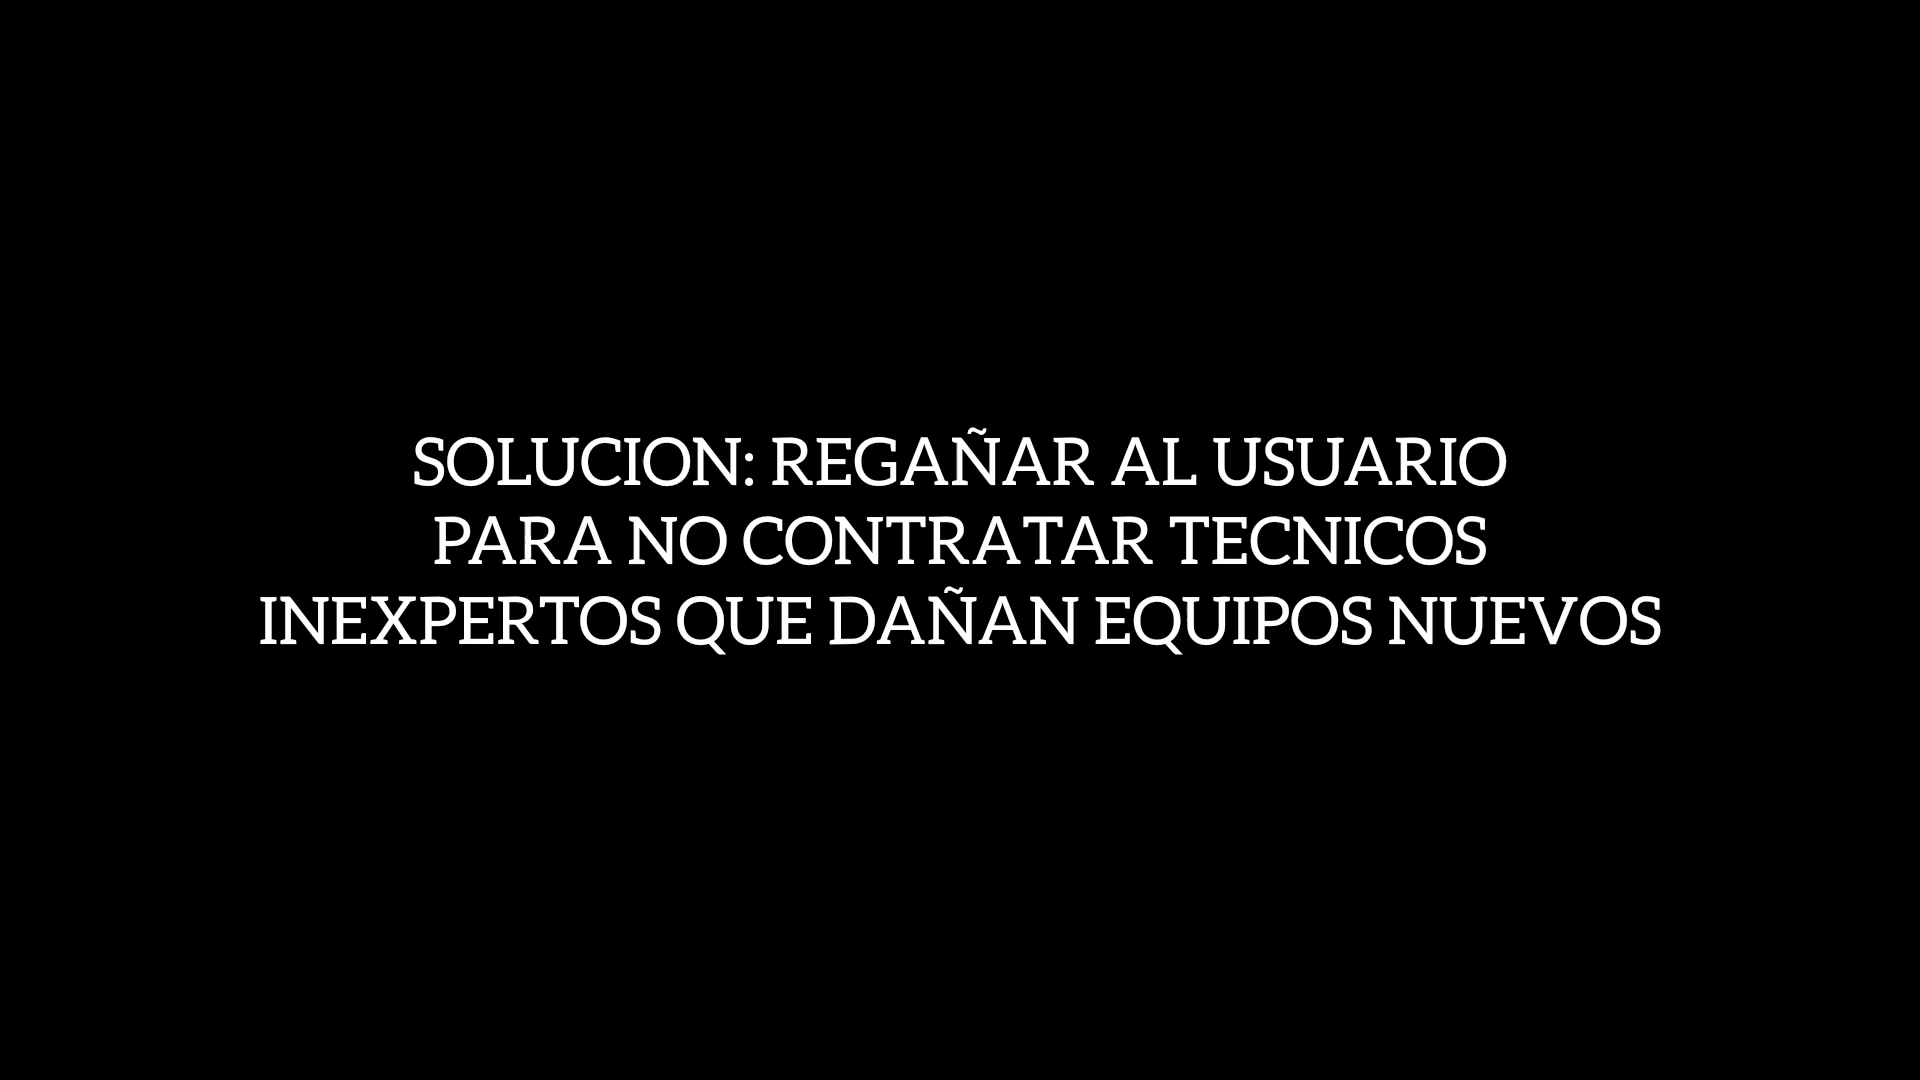 SOLUCION: REGAÑAR AL USUARIO
PARA NO CONTRATAR TECNICOS
INEXPERTOS QUE DAÑAN EQUIPOS NUEVOS